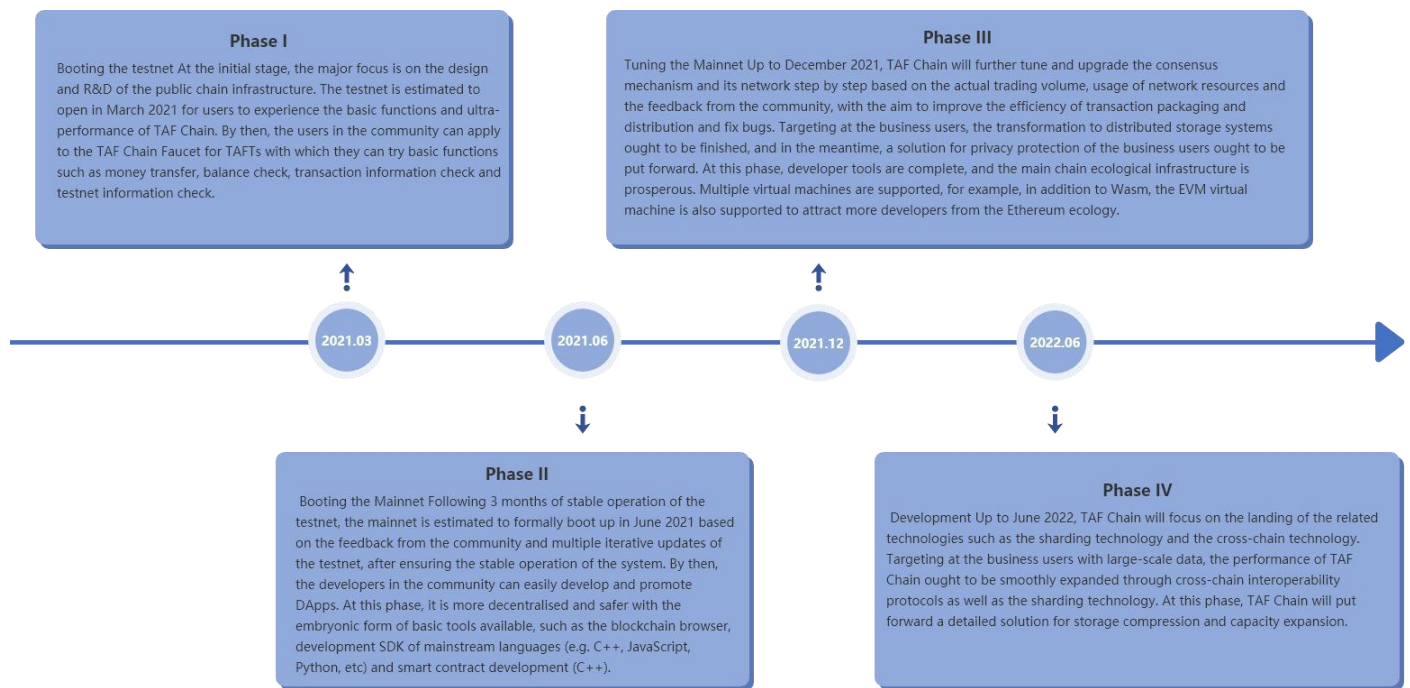 Phase I
Booting the testnet At the initial stage, the major focus is on the design
and R&D of the public chain infrastructure. The testnet is estimated to
open in March 2021 for users to experience the basic functions and ultra-
performance of TAF Chain. By then, the users in the community can apply
to the TAF Chain Faucet for TAFTs with which they can try basic functions
such as money transfer, balance check, transaction information check and
testnet information check.
Phase III
Tuning the Mainnet Up to December 2021, TAF Chain will further tune and upgrade the consensus
mechanism and its network step by step based on the actual trading volume, usage of network resources and
the feedback from the community, with the aim to improve the efficiency of transaction packaging and
distribution and fix bugs. Targeting at the business users, the transformation to distributed storage systems
ought to be finished, and in the meantime, a solution for privacy protection of the business users ought to be
put forward. At this phase, developer tools are complete, and the main chain ecological infrastructure is
prosperous. Multiple virtual machines are supported, for example, in addition to Wasm, the EVM virtual
machine is also supported to attract more developers from the Ethereum ecology.
2021.03
2021.06
2021.12
2022.06
Phase II
Booting the Mainnet Following 3 months of stable operation of the
testnet, the mainnet is estimated to formally boot up in June 2021 based
on the feedback from the community and multiple iterative updates of
the testnet, after ensuring the stable operation of the system. By then,
the developers in the community can easily develop and promote
DApps. At this phase, it is more decentralised and safer with the
embryonic form of basic tools available, such as the blockchain browser,
development SDK of mainstream languages (e.g. C++, JavaScript,
Python, etc) and smart contract development (C++).
Phase IV
Development Up to June 2022, TAF Chain will focus on the landing of the related
technologies such as the sharding technology and the cross-chain technology.
Targeting at the business users with large-scale data, the performance of TAF
Chain ought to be smoothly expanded through cross-chain interoperability
protocols as well as the sharding technology. At this phase, TAF Chain will put
forward a detailed solution for storage compression and capacity expansion.